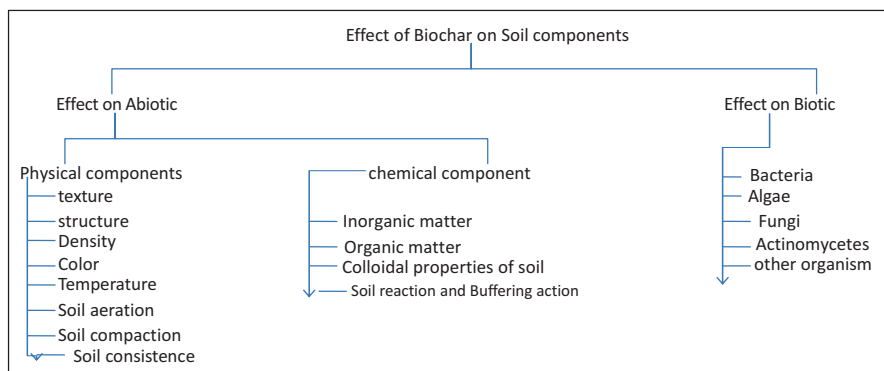 Effect of Biochar on Soil components
Effect on Abiotic
Effect on Biotic
Physical components
texture
structure
Density
Color
Temperature
Soil aeration
Soil compaction
Soil consistence
chemical component
Inorganic matter
Organic matter
Colloidal properties of soil
Soil reaction and Buffering action
Bacteria
Algae
Fungi
Actinomycetes
other organism